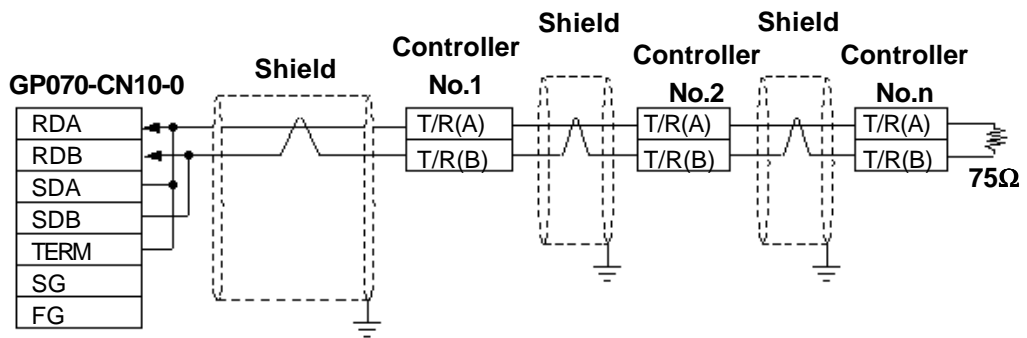 Shield
Shield
Controller
No.1
Shield
Controller
No.2
Controller
No.n
GP070-CN10-0
RDA
RDB
SDA
SDB
TERM
SG
FG
T/R(A)
T/R(B)
T/R(A)
T/R(B)
T/R(A)
T/R(B)
75Ω